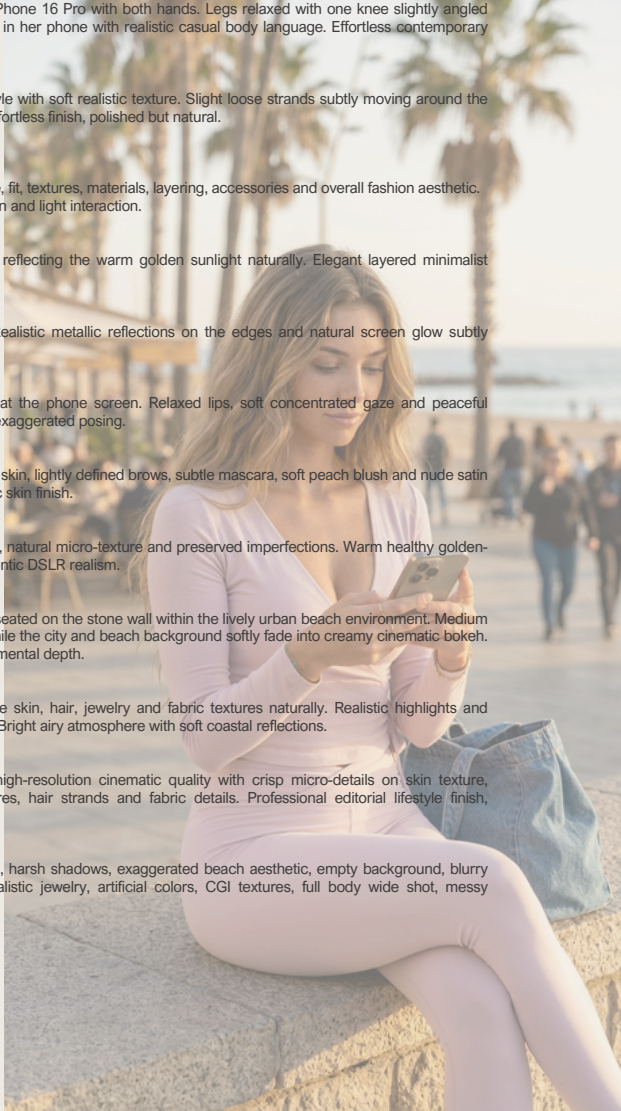 Phone 16 Pro with both hands. Legs relaxed with one knee slightly angled
in her phone with realistic casual body language. Effortless contemporary
with soft realistic texture. Slight loose strands subtly moving around the
finish, polished but natural.
, fit, textures, materials, layering, accessories and overall fashion aesthetic.
n and light interaction.
reflecting the warm golden sunlight naturally. Elegant layered minimalist
ealistic metallic reflections on the edges and natural screen glow subtly
at the phone screen. Relaxed lips, soft concentrated gaze and peaceful
exaggerated posing.
skin, lightly defined brows, subtle mascara, soft peach blush and nude satin
skin finish.
, natural micro-texture and preserved imperfections. Warm healthy golden-
ntic DSLR realism.
seated on the stone wall within the lively urban beach environment. Medium
ile the city and beach background softly fade into creamy cinematic bokeh.
mental depth.
e skin, hair, jewelry and fabric textures naturally. Realistic highlights and
Bright airy atmosphere with soft coastal reflections.
high-resolution cinematic quality with crisp micro-details on skin texture,
res, hair strands and fabric details. Professional editorial lifestyle finish,
, harsh shadows, exaggerated beach aesthetic, empty background, blurry
alistic jewelry, artificial colors, CGI textures, full body wide shot, messy